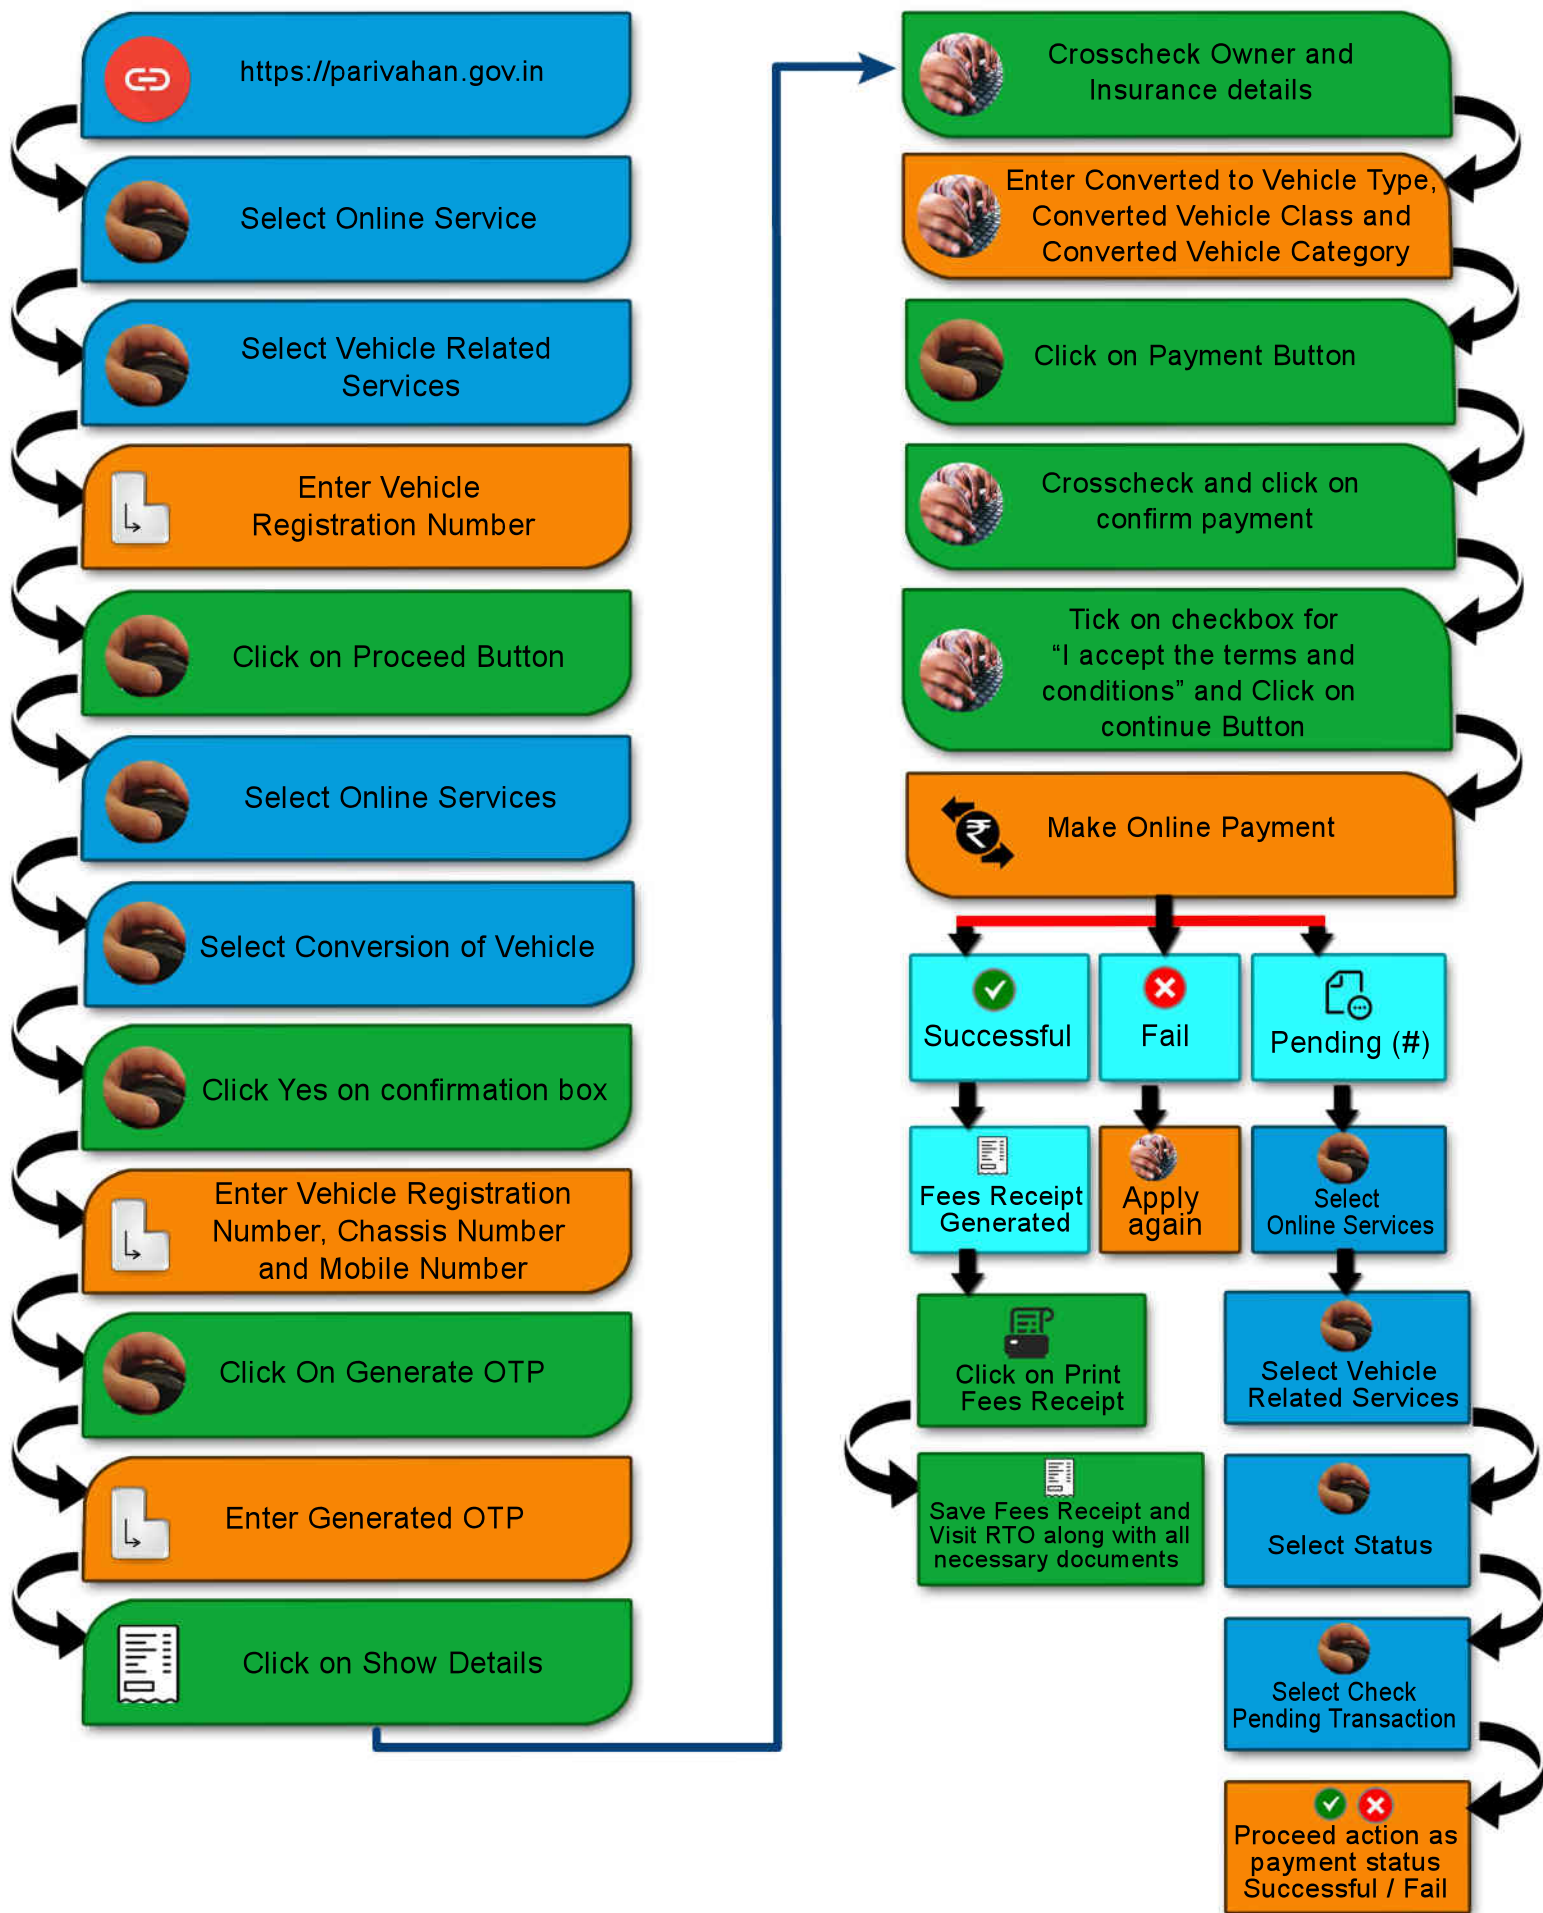 https://parivahan.gov.in
Select Online Service
Select Vehicle Related
Services
Enter Vehicle
Registration Number
Click on Proceed Button
Select Online Services
Select Conversion of Vehicle
Click Yes on confirmation box
Enter Vehicle Registration
Number, Chassis Number
and Mobile Number
Click On Generate OTP
Enter Generated OTP
Click on Show Details
Crosscheck Owner and
Insurance details
Enter Converted to Vehicle Type,
Converted Vehicle Class and
Converted Vehicle Category
Click on Payment Button
Crosscheck and click on
confirm payment
Tick on checkbox for
“I accept the terms and
conditions” and Click on
continue Button
₹
Make Online Payment
Successful
Fees Receipt
Generated
Click on Print
Fees Receipt
Save Fees Receipt and
Visit RTO along with all
necessary documents
Fail
Apply
again
Pending (#)
Select
Online Services
Select Vehicle
Related Services
Select Status
Select Check
Pending Transaction
Proceed action as
payment status
Successful / Fail